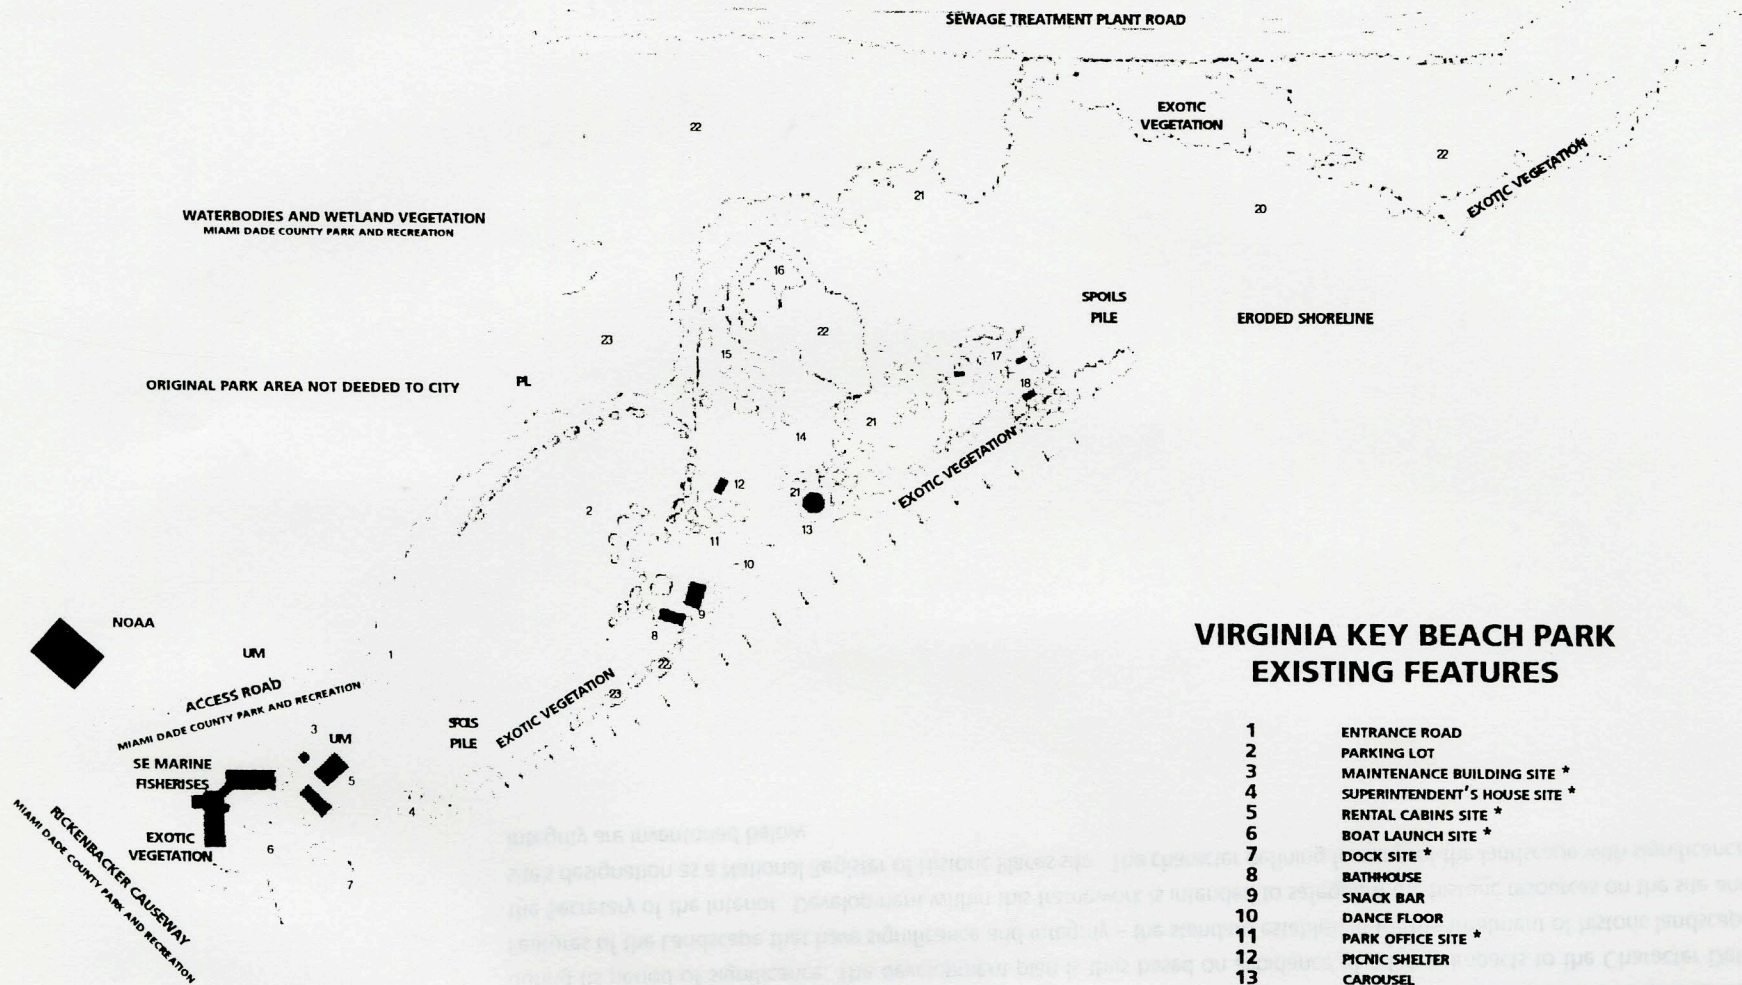 SEWAGE TREATMENT PLANT ROAD
EXOTIC
VEGETATION
22
22
EXOTIC VEGETATION
21
20
WATERBODIES AND WETLAND VEGETATION
MIAMI DADE COUNTY PARK AND RECREATION
16
SPOILS
PILE
ERODED SHORELINE
22
23
15
17
ORIGINAL PARK AREA NOT DEEDED TO CITY
PL
18
21
14
EXOTIC VEGETATION
12
21
2
13
11
10
9
8
NOAA
UM
1
22
23
ACCESS ROAD
MIAMI DADE COUNTY PARK AND RECREATION
EXOTIC VEGETATION
SPOILS
PILE
3
UM
SE MARINE
FISHERISES
5
4
RICKENBACKER CAUSEWAY
MIAMI DADE COUNTY PARK AND RECREATION
EXOTIC
VEGETATION
6
7
VIRGINIA KEY BEACH PARK
EXISTING FEATURES
1 ENTRANCE ROAD
2 PARKING LOT
3 MAINTENANCE BUILDING SITE *
4 SUPERINTENDENT'S HOUSE SITE *
5 RENTAL CABINS SITE *
6 BOAT LAUNCH SITE *
7 DOCK SITE *
8 BATHHOUSE
9 SNACK BAR
10 DANCE FLOOR
11 PARK OFFICE SITE *
12 PICNIC SHELTER
13 CAROUSEL